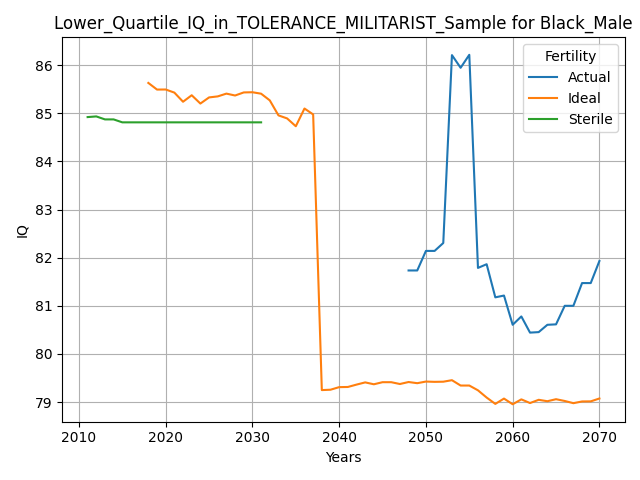 Lower_Quartile_IQ_in_TOLERANCE_MILITARIST_Sample for Black_Male
Fertility
Actual
Ideal
Sterile
IQ
86
85
84
83
82
81
80
79
2010 2020 2030 2040 2050 2060 2070
Years